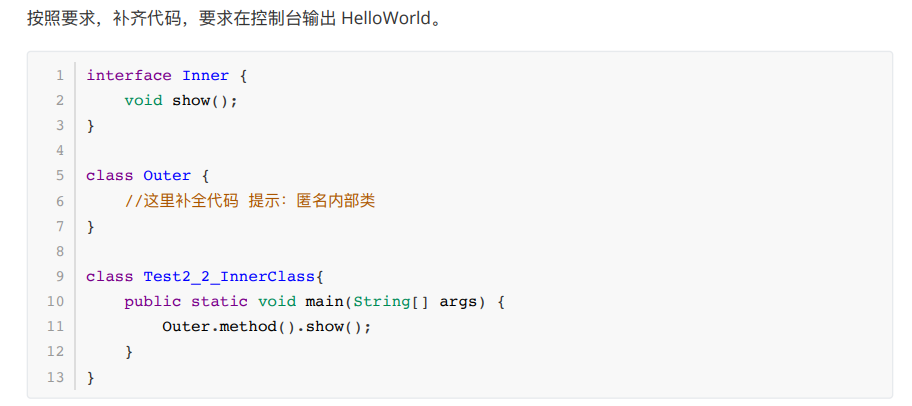 按照要求，补齐代码，要求在控制台输出 HelloWorld。
1 interface Inner {
2     void show();
3 }
4
5 class Outer {
6     //这里补全代码 提示：匿名内部类
7 }
8
9 class Test2_2_InnerClass{
10     public static void main(String[] args) {
11         Outer.method().show();
12     }
13 }